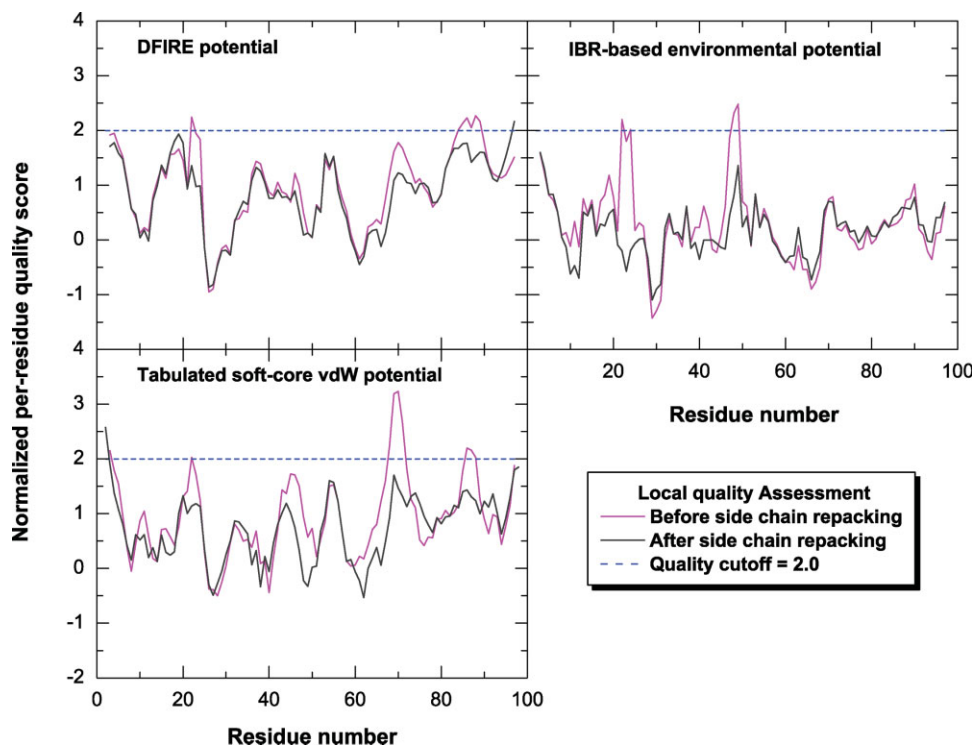 DFIRE potential
IBR-based environmental potential
4
3
2
1
0
-1
4
3
2
1
0
-1
-2
Tabulated soft-core vdW potential
0 20 40 60 80 100
20 40 60 80 100
Residue number
Residue number
Normalized per-residue quality score
Local quality Assessment
Before side chain repacking
After side chain repacking
Quality cutoff = 2.0